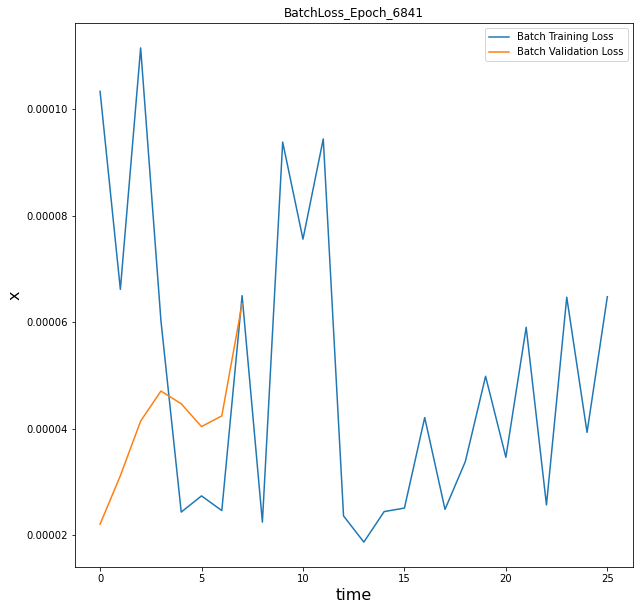 BatchLoss_Epoch_6841
Batch Training Loss
Batch Validation Loss
0.00010
0.00008
0.00006
0.00004
0.00002
x
0 5 10 15 20 25
time